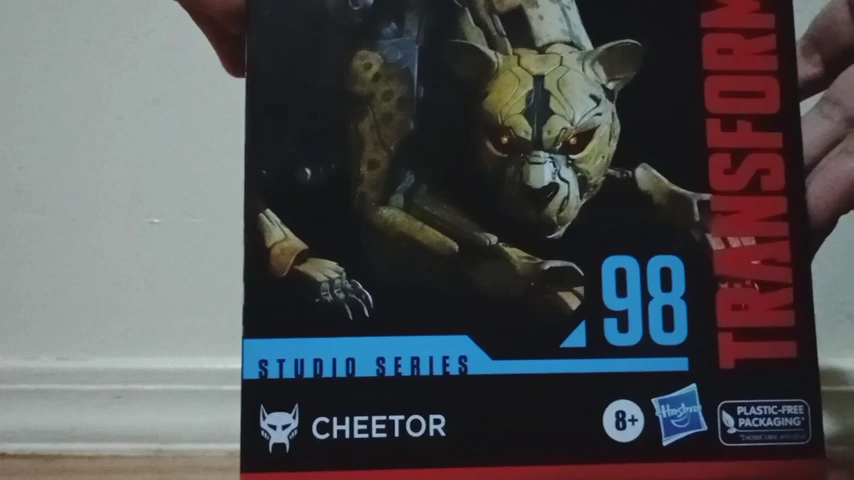 TRANSFORM
98
STUDIO SERIES
CHEETOR
8+
Hasbro
PLASTIC-FREE
PACKAGING*